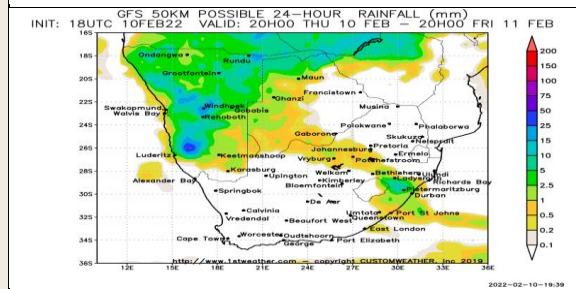 GFS 50KM POSSIBLE 24-HOUR RAINFALL (mm)
INIT: 18UTC 10FEB22 VALID: 20H00 THU 10 FEB - 20H00 FRI 11 FEB
16S
18S
20S
22S
24S
26S
28S
30S
32S
34S
36S
Ondangwa
Rundu
Grootfontein
Maun
Francistown
Ghanzi
Swakopmund
Walvis Bay
Windhoek
Gobabis
Rehoboth
Musina
Polokwane
Phalaborwa
Gaborone
Skukuza
Nelspruit
Pretoria
Johannesburg
Ermelo
Luderitz
Keetmanshoop
Vryburg
Potchefstroom
Karasburg
Welkom
Bethlehem
Ulundi
Ladysmith
Alexander Bay
Upington
Kimberley
Richards Bay
Bloemfontein
Pietermaritzburg
Springbok
Durban
De Aar
Calvinia
Umtata
Port St Johns
Vredendal
Queenstown
Beaufort West
East London
Cape Town
Worcester
Oudtshoorn
George
Port Elizabeth
http://www.1stweather.com - copyright CUSTOMWEATHER, Inc 2019
12E 15E 18E 21E 24E 27E 30E 33E 36E
200
150
100
75
50
25
15
10
5
2.5
1
0.5
0.2
0.1
2022-02-10-19:39